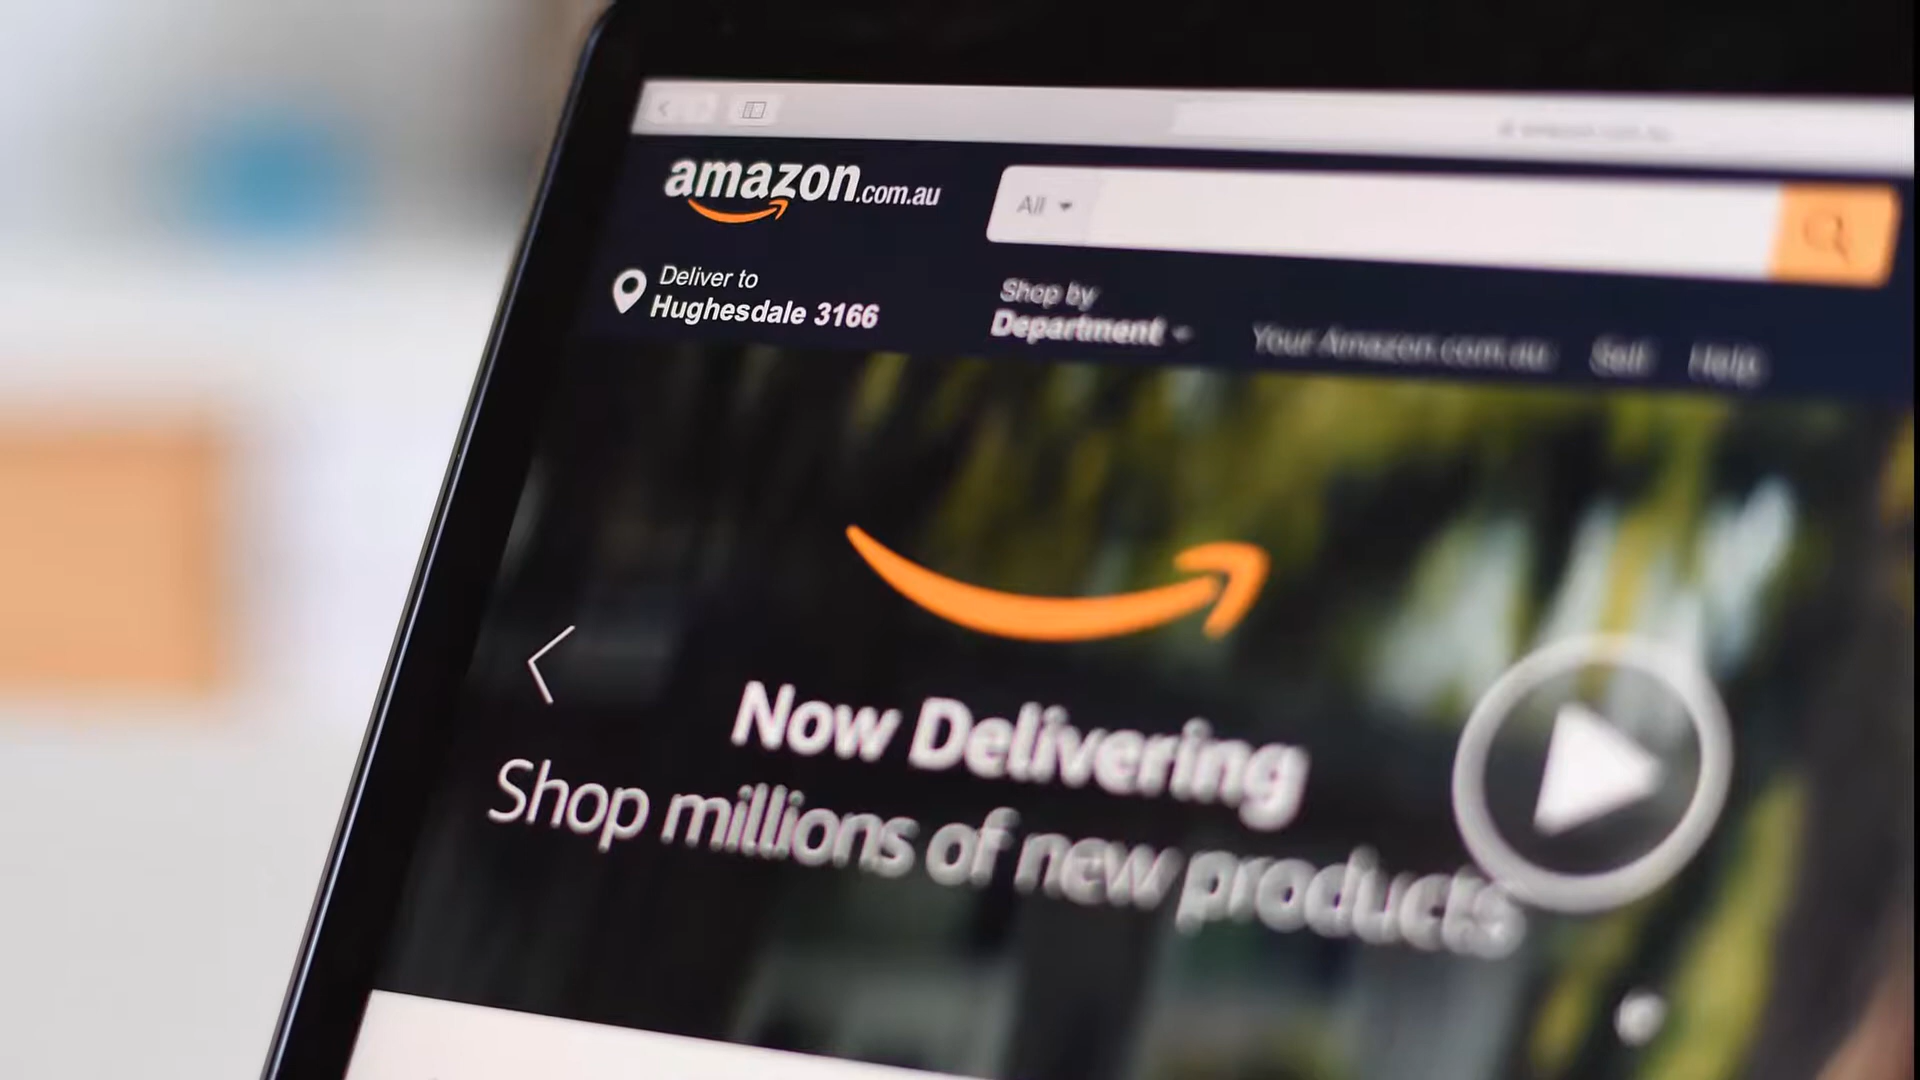 amazon.com.au
All
Deliver to
Hughesdale 3166
Shop by
Department
Your Amazon.com.au
Sell
Help
Now Delivering
Shop millions of new products